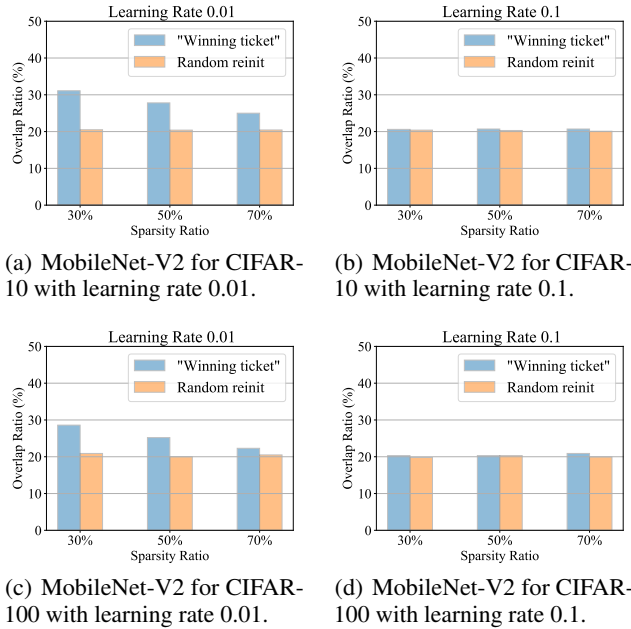 Learning Rate 0.01
50
40
30
20
10
0
Overlap Ratio (%)
"Winning ticket"
Random reinit
30%
50%
70%
Sparsity Ratio
(a) MobileNet-V2 for CIFAR-
10 with learning rate 0.01.
Learning Rate 0.1
50
40
30
20
10
0
Overlap Ratio (%)
"Winning ticket"
Random reinit
30%
50%
70%
Sparsity Ratio
(b) MobileNet-V2 for CIFAR-
10 with learning rate 0.1.
Learning Rate 0.01
50
40
30
20
10
0
Overlap Ratio (%)
"Winning ticket"
Random reinit
30%
50%
70%
Sparsity Ratio
(c) MobileNet-V2 for CIFAR-
100 with learning rate 0.01.
Learning Rate 0.1
50
40
30
20
10
0
Overlap Ratio (%)
"Winning ticket"
Random reinit
30%
50%
70%
Sparsity Ratio
(d) MobileNet-V2 for CIFAR-
100 with learning rate 0.1.